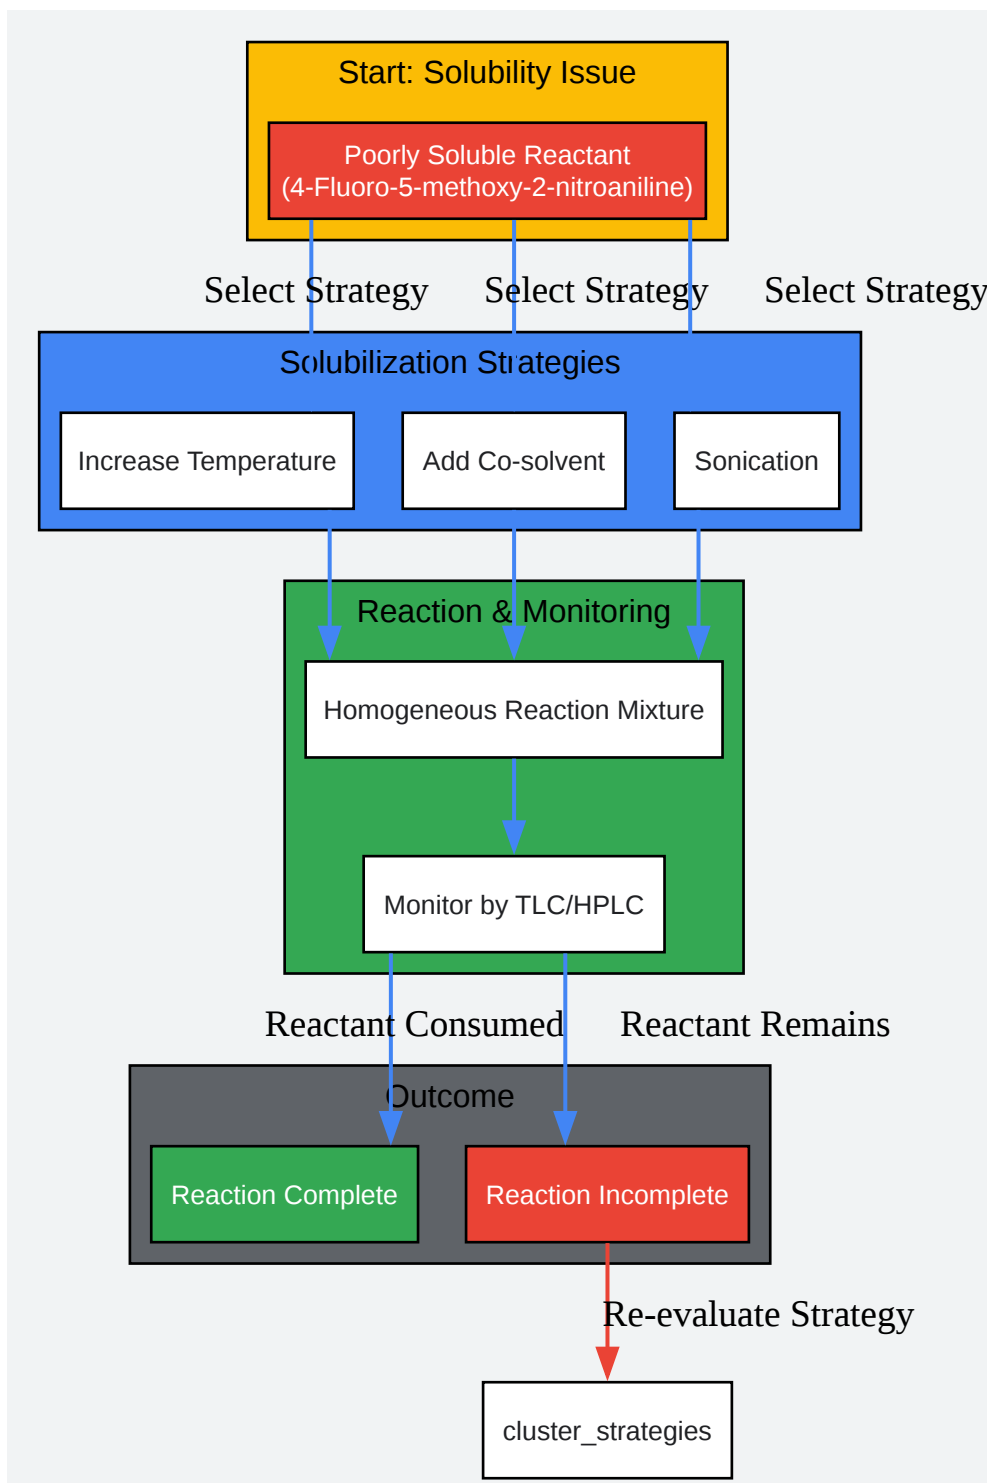 Start: Solubility Issue
Poorly Soluble Reactant
(4-Fluoro-5-methoxy-2-nitroaniline)
Select Strategy
Select Strategy
Select Strategy
Solubilization Strategies
Increase Temperature
Add Co-solvent
Sonication
Reaction & Monitoring
Homogeneous Reaction Mixture
Monitor by TLC/HPLC
Reactant Consumed
Reactant Remains
Outcome
Reaction Complete
Reaction Incomplete
Re-evaluate Strategy
cluster_strategies